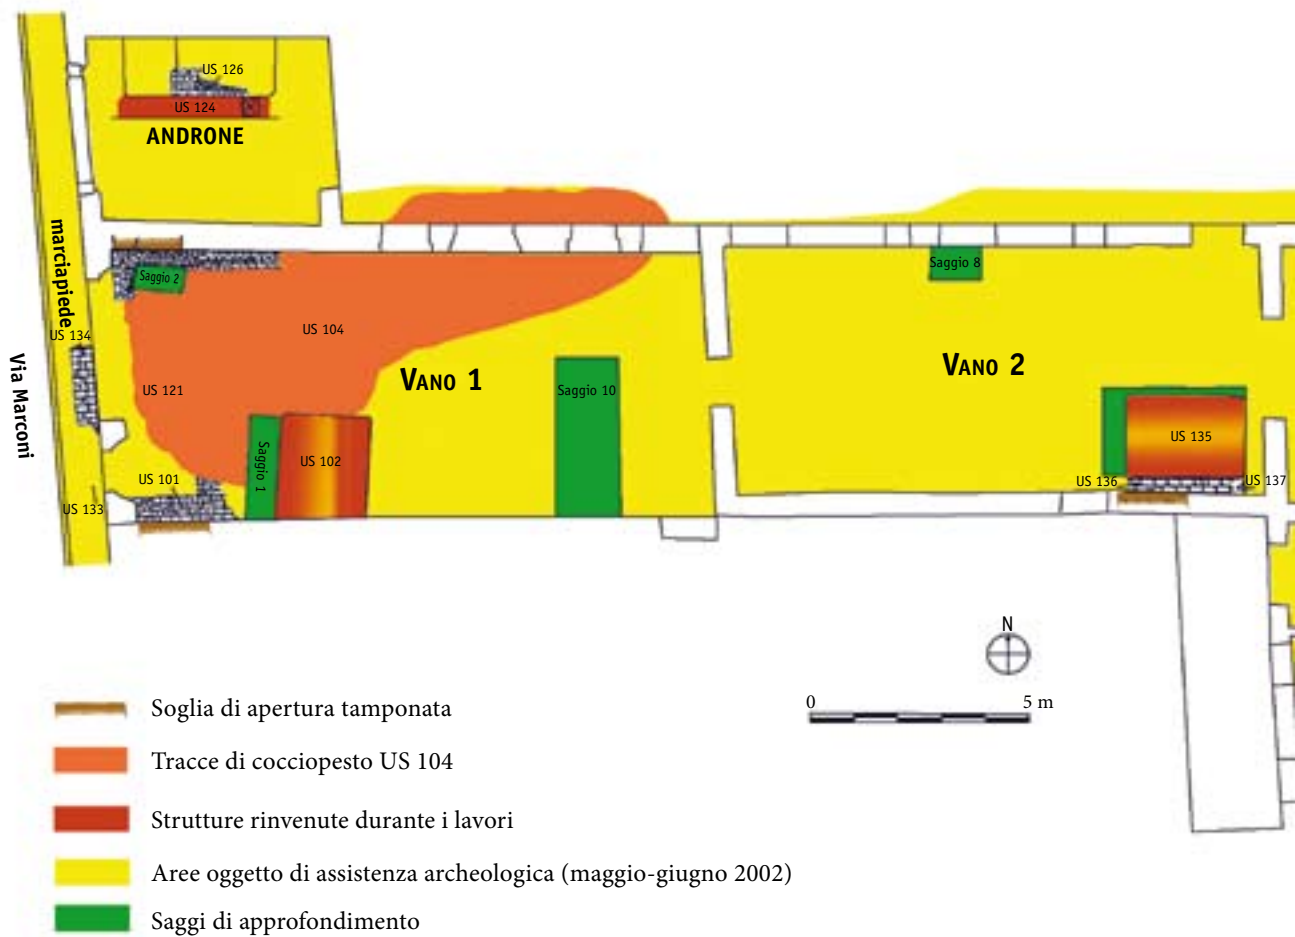 US 126
US 124
ANDRONE
marciapiede
Saggio 2
Saggio 8
US 104
US 134
Via Marconi
VANO 1
VANO 2
US 121
Saggio 10
US 135
Saggio 1
US 102
US 101
US 136
US 137
US 133
N
0 5 m
Soglia di apertura tamponata
Tracce di cocciopesto US 104
Strutture rinvenute durante i lavori
Aree oggetto di assistenza archeologica (maggio-giugno 2002)
Saggi di approfondimento